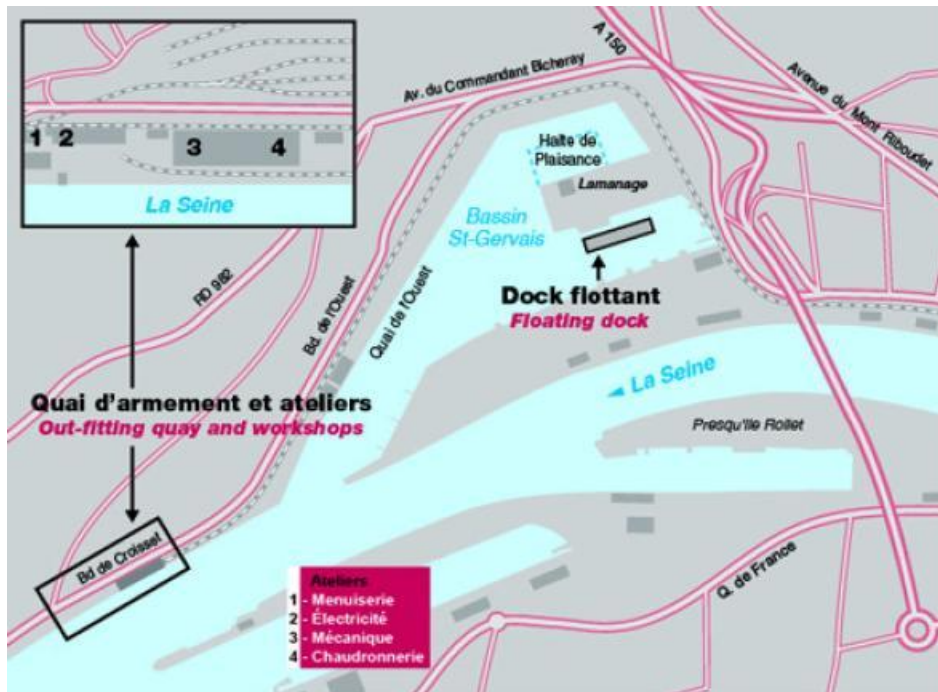 1 2
3 4
La Seine
A 150
Av. du Commandant Bicheray
Avenue du Mont Riboudet
Halte de
Plaisance
Lamanage
Bassin
St-Gervais
RD 982
Bd. de l'Ouest
Quai de l'Ouest
Dock flottant
Floating dock
La Seine
Quai d'armement et ateliers
Out-fitting quay and workshops
Presqu'île Rollet
Bd de Croisset
Q. de France
Ateliers
1 - Menuiserie
2 - Électricité
3 - Mécanique
4 - Chaudronnerie